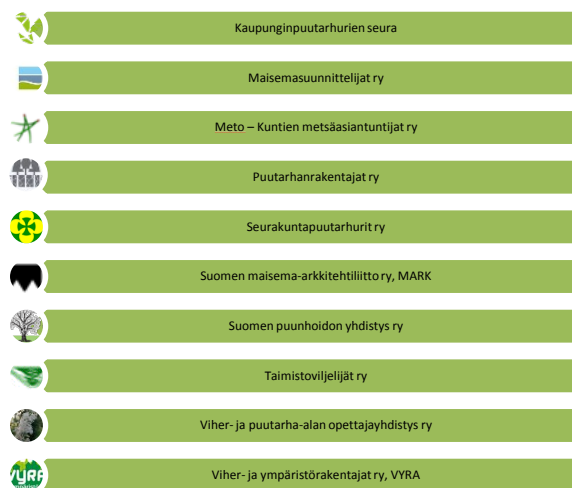 Kaupunginpuutarhurien seura
Maisemasuunnittelijat ry
Meto – Kuntien metsäasiantuntijat ry
Puutarhanrakentajat ry
Seurakuntapuutarhurit ry
Suomen maisema-arkkitehtiliitto ry, MARK
Suomen puunhoidon yhdistys ry
Taimistoviljelijät ry
Viher- ja puutarha-alan opettajayhdistys ry
VYRA
Viher- ja ympäristörakentajat ry, VYRA